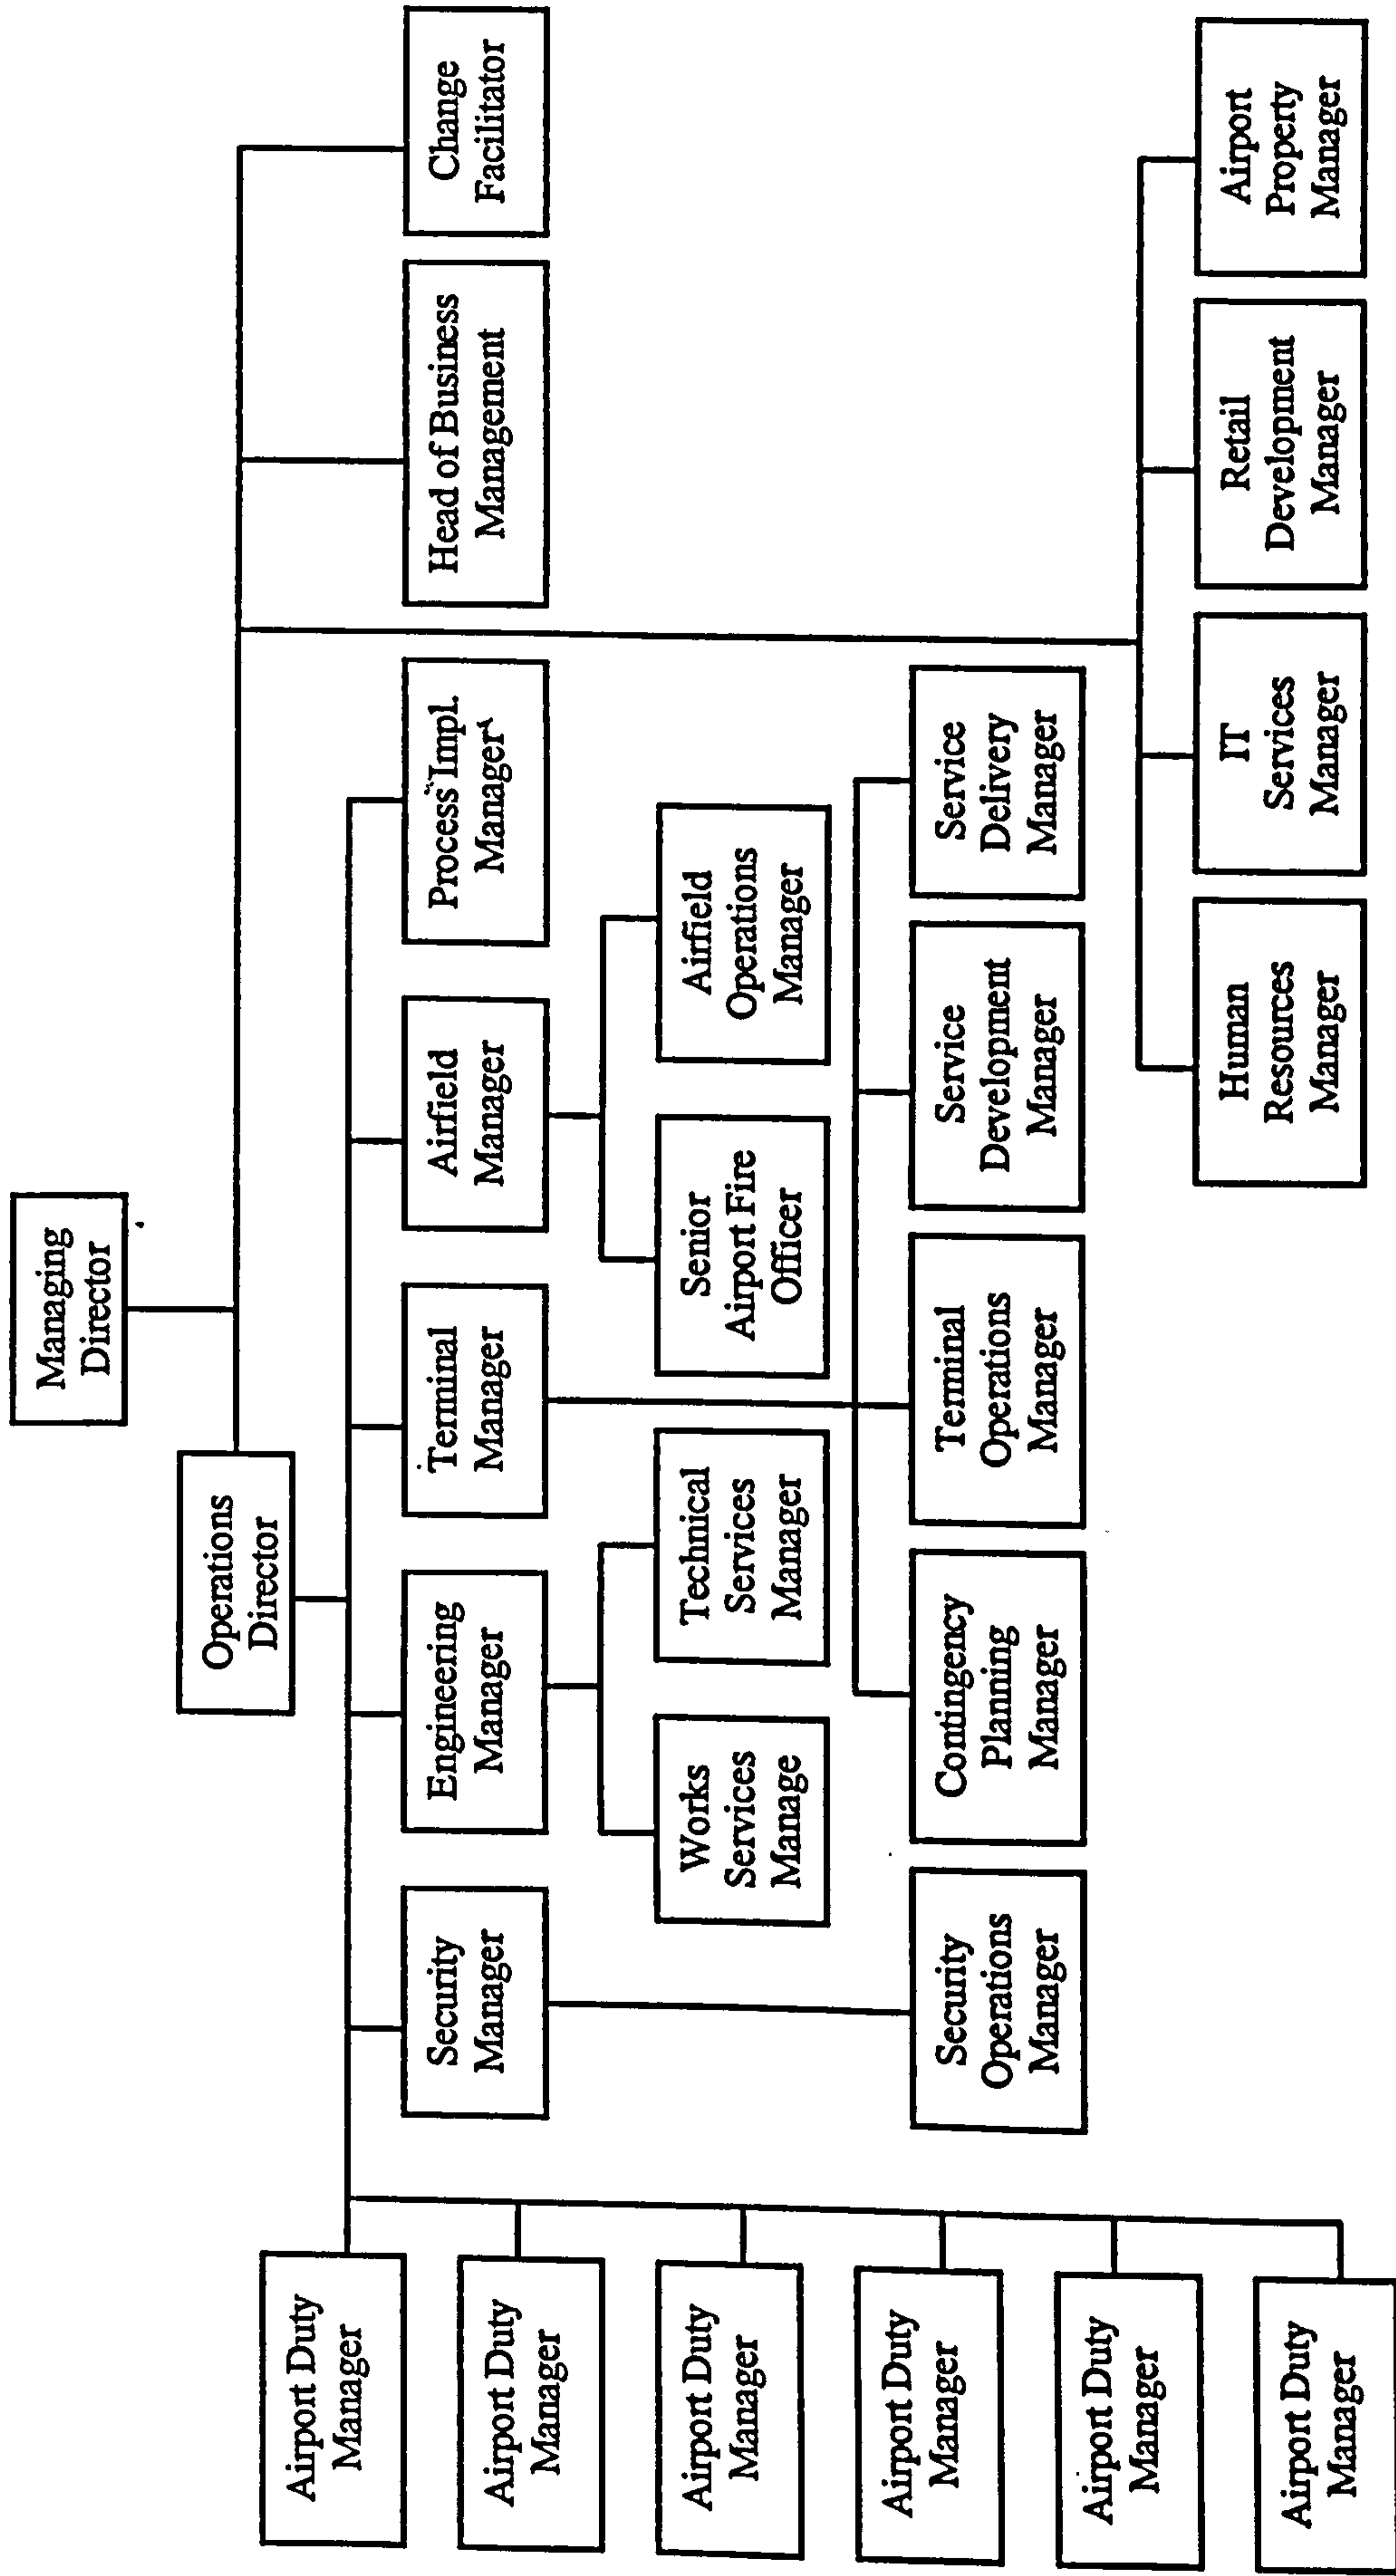 Managing
Director
Operations
Director
Airport Duty
Manager
Airport Duty
Manager
Airport Duty
Manager
Airport Duty
Manager
Airport Duty
Manager
Airport Duty
Manager
Security
Manager
Engineering
Manager
Terminal
Manager
Airfield
Manager
Process Impl.
Manager
Head of Business
Management
Change
Facilitator
Works
Services
Manage
Technical
Services
Manager
Senior
Airport Fire
Officer
Airfield
Operations
Manager
Security
Operations
Manager
Contingency
Planning
Manager
Terminal
Operations
Manager
Service
Development
Manager
Service
Delivery
Manager
Human
Resources
Manager
IT
Services
Manager
Retail
Development
Manager
Airport
Property
Manager